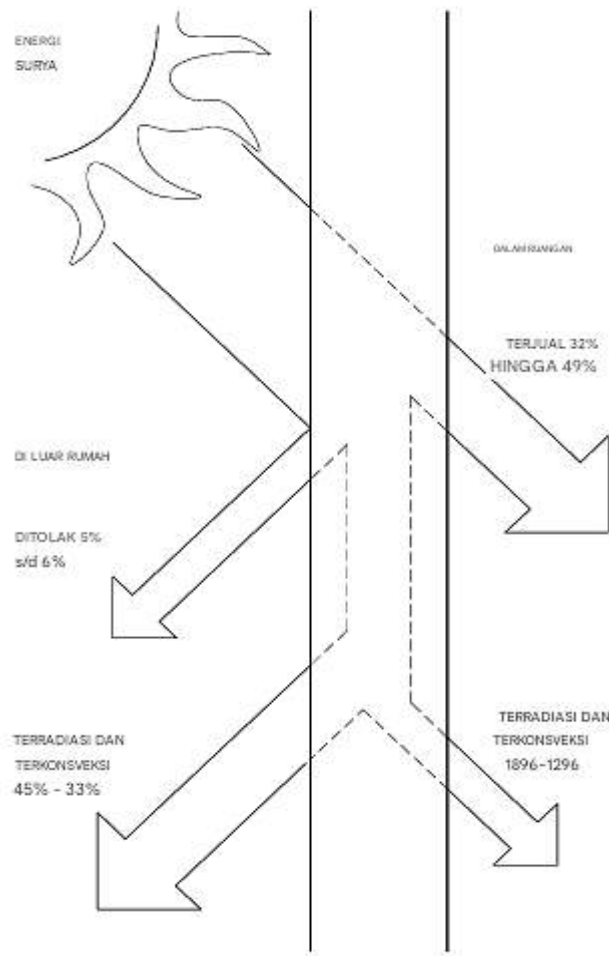 ENERGI
SURYA
DALAM RUANGAN
TERJUAL 32%
HINGGA 49%
DI LUAR RUMAH
DITOLAK 5%
s/d 6%
TERRADIASI DAN
TERKONSVEKSI
45% - 33%
TERRADIASI DAN
TERKONSVEKSI
1896-1296